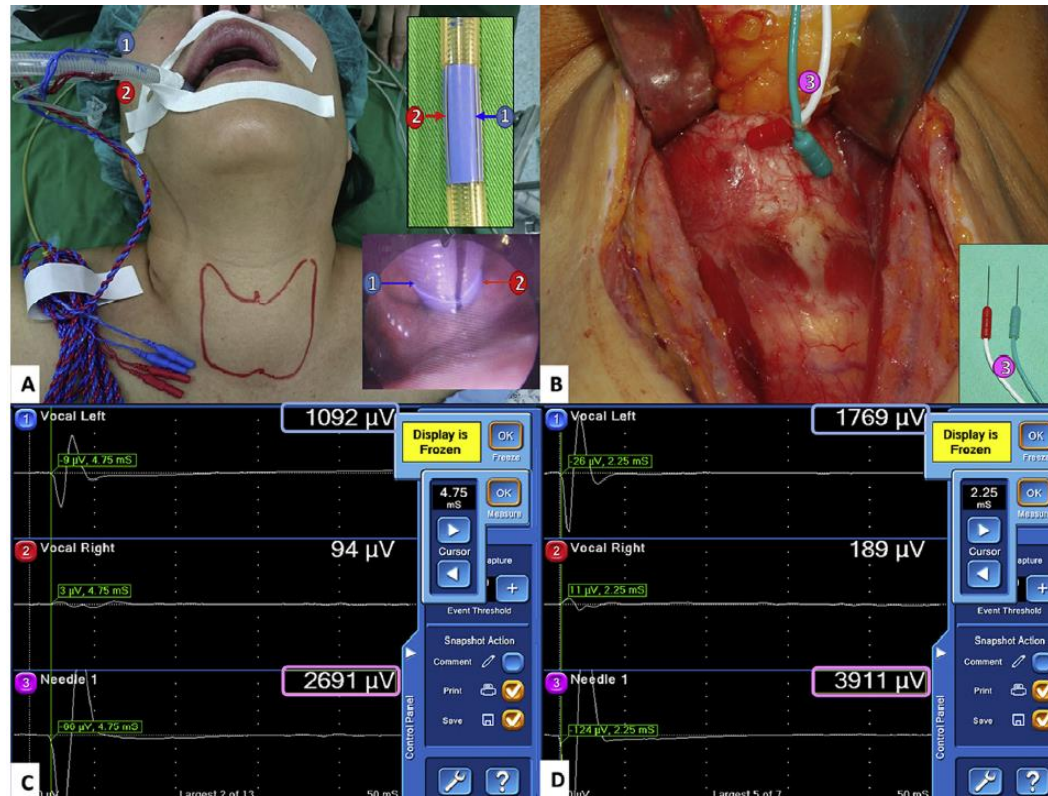 1
2
2
1
1
2
A
3
3
B
1 Vocal Left
1092 µV
-9 µV, 4.75 mS
2 Vocal Right
94 µV
3 µV, 4.75 mS
3 Needle 1
2691 µV
µV, 4.75 mS
Largest 2 of 13
50 mS
Display is
Frozen
OK
Freeze
4.75
mS
OK
Measure
Cursor
apture
+
Event Threshold
Snapshot Action
Comment
Print
Save
Control Panel
?
C
1 Vocal Left
1769 µV
-26 µV, 2.25 mS
2 Vocal Right
189 µV
11 µV, 2.25 mS
3 Needle 1
3911 µV
-124 µV, 2.25 mS
Largest 5 of 7
50 mS
Display is
Frozen
OK
Freeze
2.25
mS
OK
Measure
Cursor
apture
+
Event Threshold
Snapshot Action
Comment
Print
Save
Control Panel
?
D